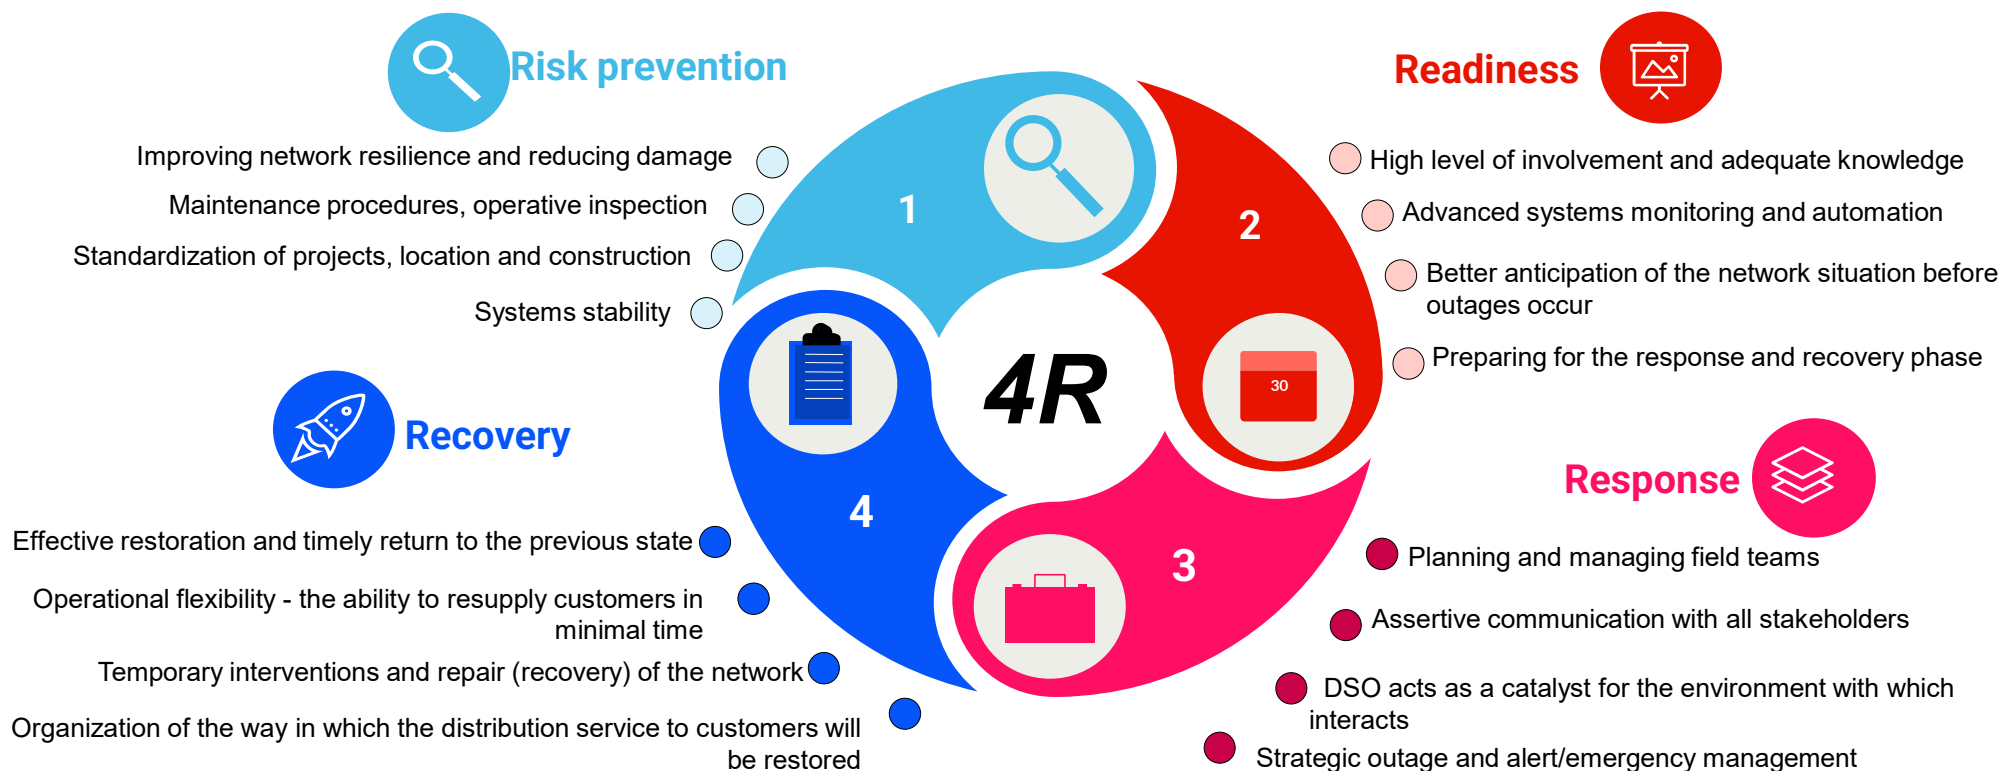 Risk prevention
Improving network resilience and reducing damage
Maintenance procedures, operative inspection
Standardization of projects, location and construction
Systems stability
Readiness
High level of involvement and adequate knowledge
Advanced systems monitoring and automation
Better anticipation of the network situation before
outages occur
Preparing for the response and recovery phase
1
2
30
4R
3
4
Recovery
Effective restoration and timely return to the previous state
Operational flexibility - the ability to resupply customers in
minimal time
Temporary interventions and repair (recovery) of the network
Organization of the way in which the distribution service to customers will
be restored
Response
Planning and managing field teams
Assertive communication with all stakeholders
DSO acts as a catalyst for the environment with which
interacts
Strategic outage and alert/emergency management